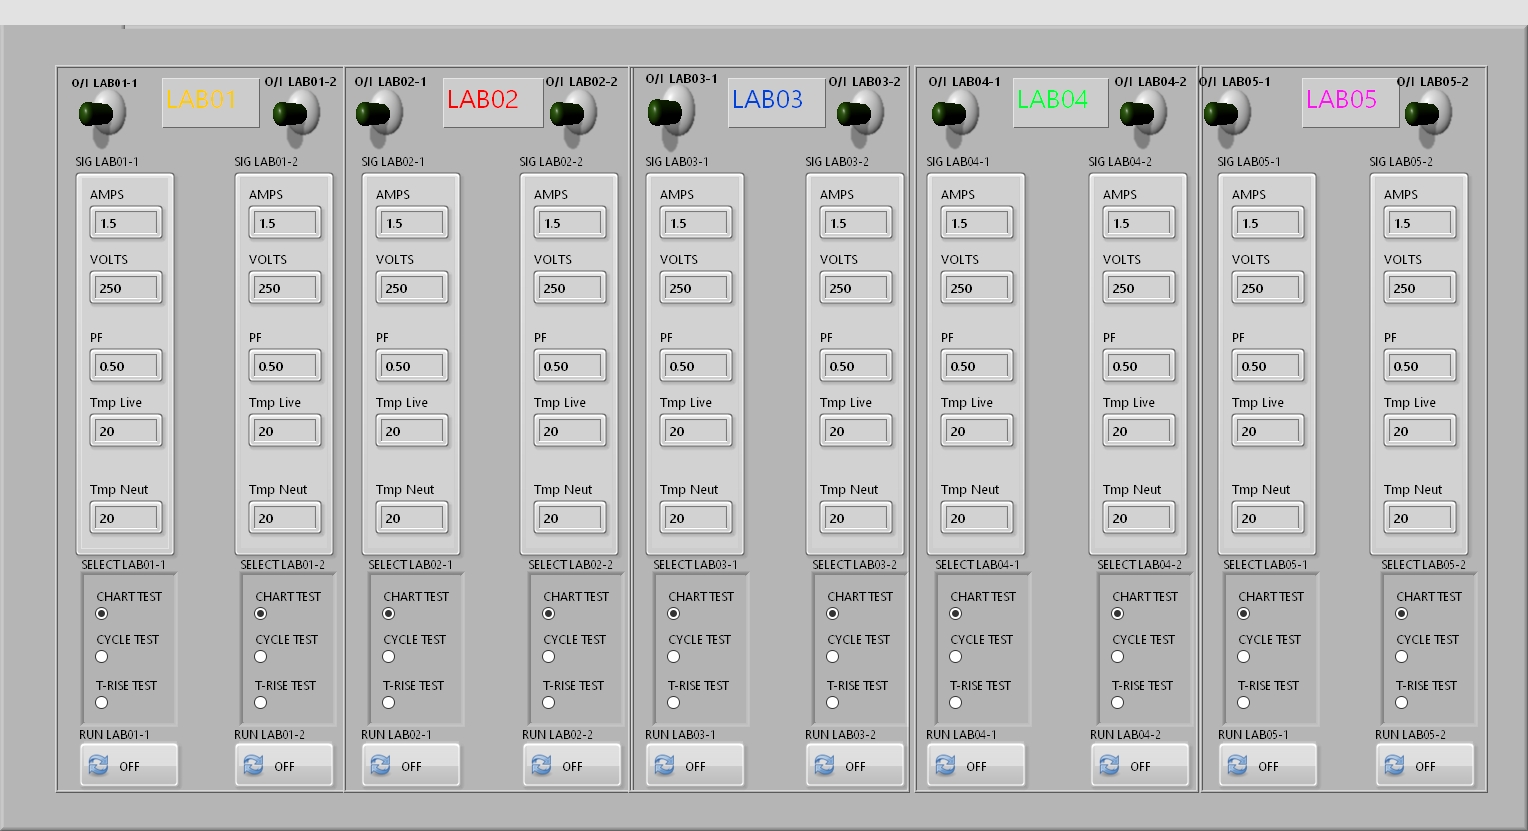 O/I LAB01-1 LAB01 O/I LAB01-2 O/I LAB02-1 LAB02 O/I LAB02-2 O/I LAB03-1 LAB03 O/I LAB03-2 O/I LAB04-1 LAB04 O/I LAB04-2 O/I LAB05-1 LAB05 O/I LAB05-2
SIG LAB01-1 SIG LAB01-2 SIG LAB02-1 SIG LAB02-2 SIG LAB03-1 SIG LAB03-2 SIG LAB04-1 SIG LAB04-2 SIG LAB05-1 SIG LAB05-2
AMPS AMPS AMPS AMPS AMPS AMPS AMPS AMPS AMPS AMPS
1.5 1.5 1.5 1.5 1.5 1.5 1.5 1.5 1.5 1.5
VOLTS VOLTS VOLTS VOLTS VOLTS VOLTS VOLTS VOLTS VOLTS VOLTS
250 250 250 250 250 250 250 250 250 250
PF PF PF PF PF PF PF PF PF PF
0.50 0.50 0.50 0.50 0.50 0.50 0.50 0.50 0.50 0.50
Tmp Live Tmp Live Tmp Live Tmp Live Tmp Live Tmp Live Tmp Live Tmp Live Tmp Live Tmp Live
20 20 20 20 20 20 20 20 20 20
Tmp Neut Tmp Neut Tmp Neut Tmp Neut Tmp Neut Tmp Neut Tmp Neut Tmp Neut Tmp Neut Tmp Neut
20 20 20 20 20 20 20 20 20 20
SELECT LAB01-1 SELECT LAB01-2 SELECT LAB02-1 SELECT LAB02-2 SELECT LAB03-1 SELECT LAB03-2 SELECT LAB04-1 SELECT LAB04-2 SELECT LAB05-1 SELECT LAB05-2
CHART TEST CHART TEST CHART TEST CHART TEST CHART TEST CHART TEST CHART TEST CHART TEST CHART TEST CHART TEST
CYCLE TEST CYCLE TEST CYCLE TEST CYCLE TEST CYCLE TEST CYCLE TEST CYCLE TEST CYCLE TEST CYCLE TEST CYCLE TEST
T-RISE TEST T-RISE TEST T-RISE TEST T-RISE TEST T-RISE TEST T-RISE TEST T-RISE TEST T-RISE TEST T-RISE TEST T-RISE TEST
RUN LAB01-1 RUN LAB01-2 RUN LAB02-1 RUN LAB02-2 RUN LAB03-1 RUN LAB03-2 RUN LAB04-1 RUN LAB04-2 RUN LAB05-1 RUN LAB05-2
OFF OFF OFF OFF OFF OFF OFF OFF OFF OFF